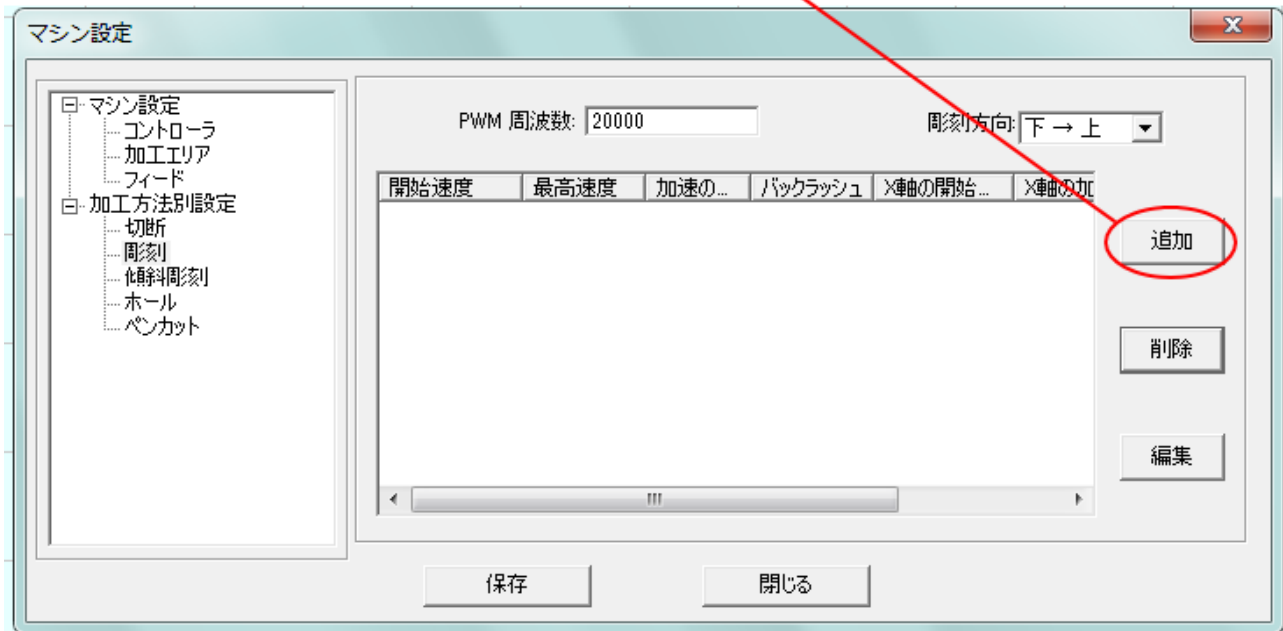 マシン設定
マシン設定
コントローラ
加工エリア
フィード
加工方法別設定
切断
彫刻
傾斜彫刻
ホール
ペンカット
PWM 周波数: 20000
彫刻方向: 下 → 上
開始速度 最高速度 加速の... バックラッシュ X軸の開始... X軸の加
追加
削除
編集
保存 閉じる